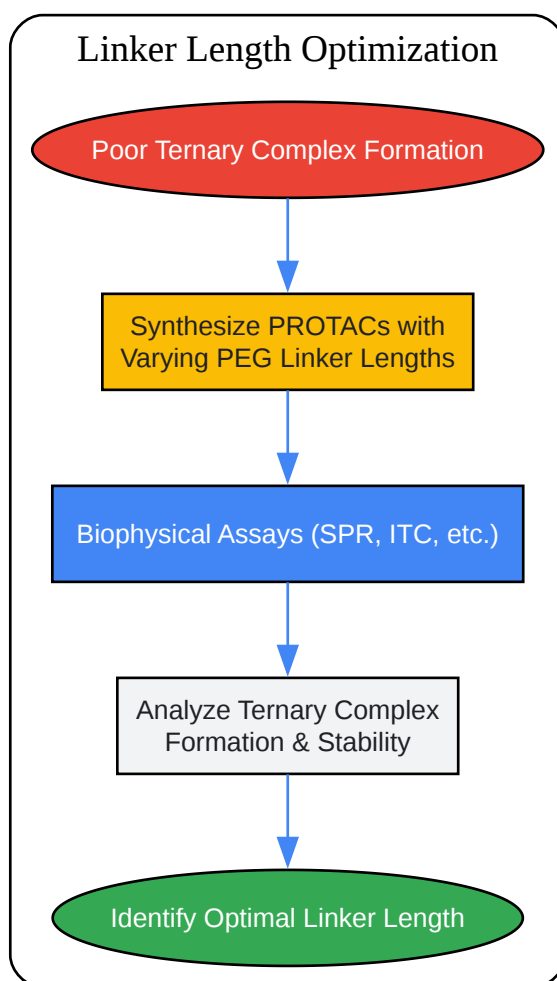 Linker Length Optimization
Poor Ternary Complex Formation
Synthesize PROTACs with
Varying PEG Linker Lengths
Biophysical Assays (SPR, ITC, etc.)
Analyze Ternary Complex
Formation & Stability
Identify Optimal Linker Length